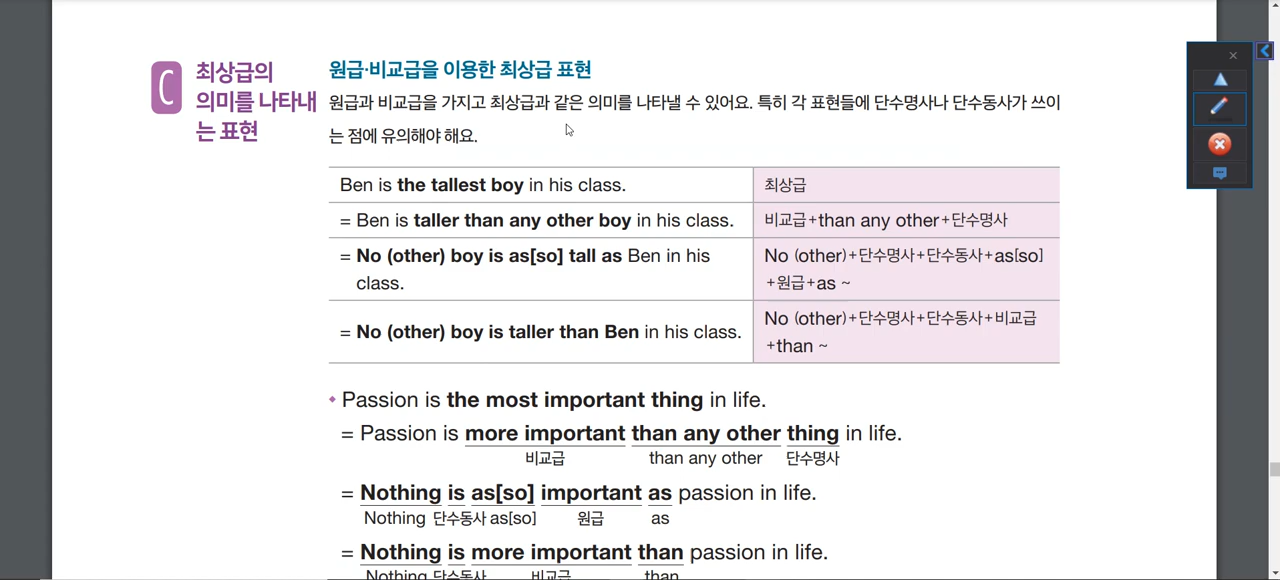 C
최상급의
의미를 나타내
는 표현
원급·비교급을 이용한 최상급 표현
원급과 비교급을 가지고 최상급과 같은 의미를 나타낼 수 있어요. 특히 각 표현들에 단수명사나 단수동사가 쓰이
는 점에 유의해야 해요.
Ben is the tallest boy in his class.
최상급
= Ben is taller than any other boy in his class.
비교급+than any other+단수명사
= No (other) boy is as[so] tall as Ben in his
class.
No (other)+단수명사+단수동사+as[so]
+원급+as ~
= No (other) boy is taller than Ben in his class.
No (other)+단수명사+단수동사+비교급
+than ~
Passion is the most important thing in life.
= Passion is more important than any other thing in life.
비교급 than any other 단수명사
= Nothing is as[so] important as passion in life.
Nothing 단수동사 as[so] 원급 as
= Nothing is more important than passion in life.
Nothing 단수동사 비교급 than